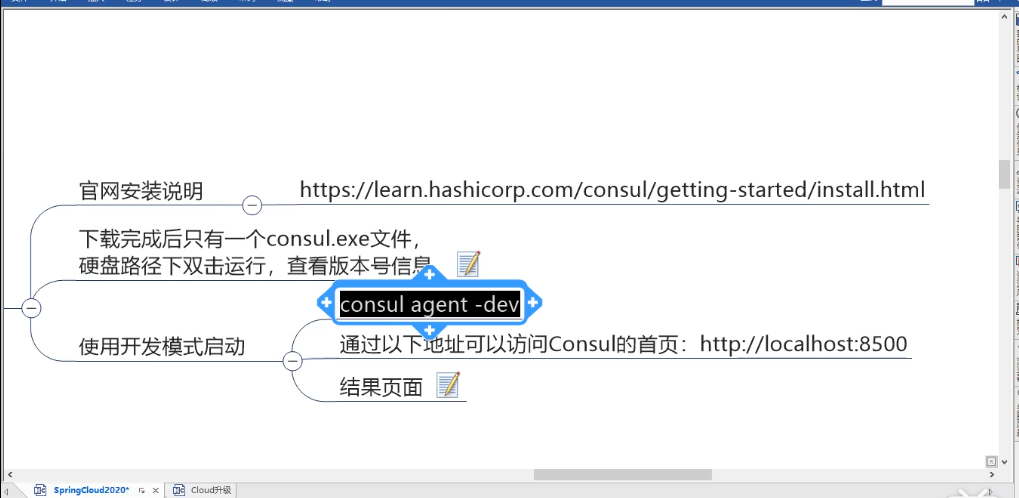 官网安装说明
https://learn.hashicorp.com/consul/getting-started/install.html
下载完成后只有一个consul.exe文件，
硬盘路径下双击运行，查看版本号信息
consul agent -dev
使用开发模式启动
通过以下地址可以访问Consul的首页：http://localhost:8500
结果页面
SpringCloud2020*
Cloud升级